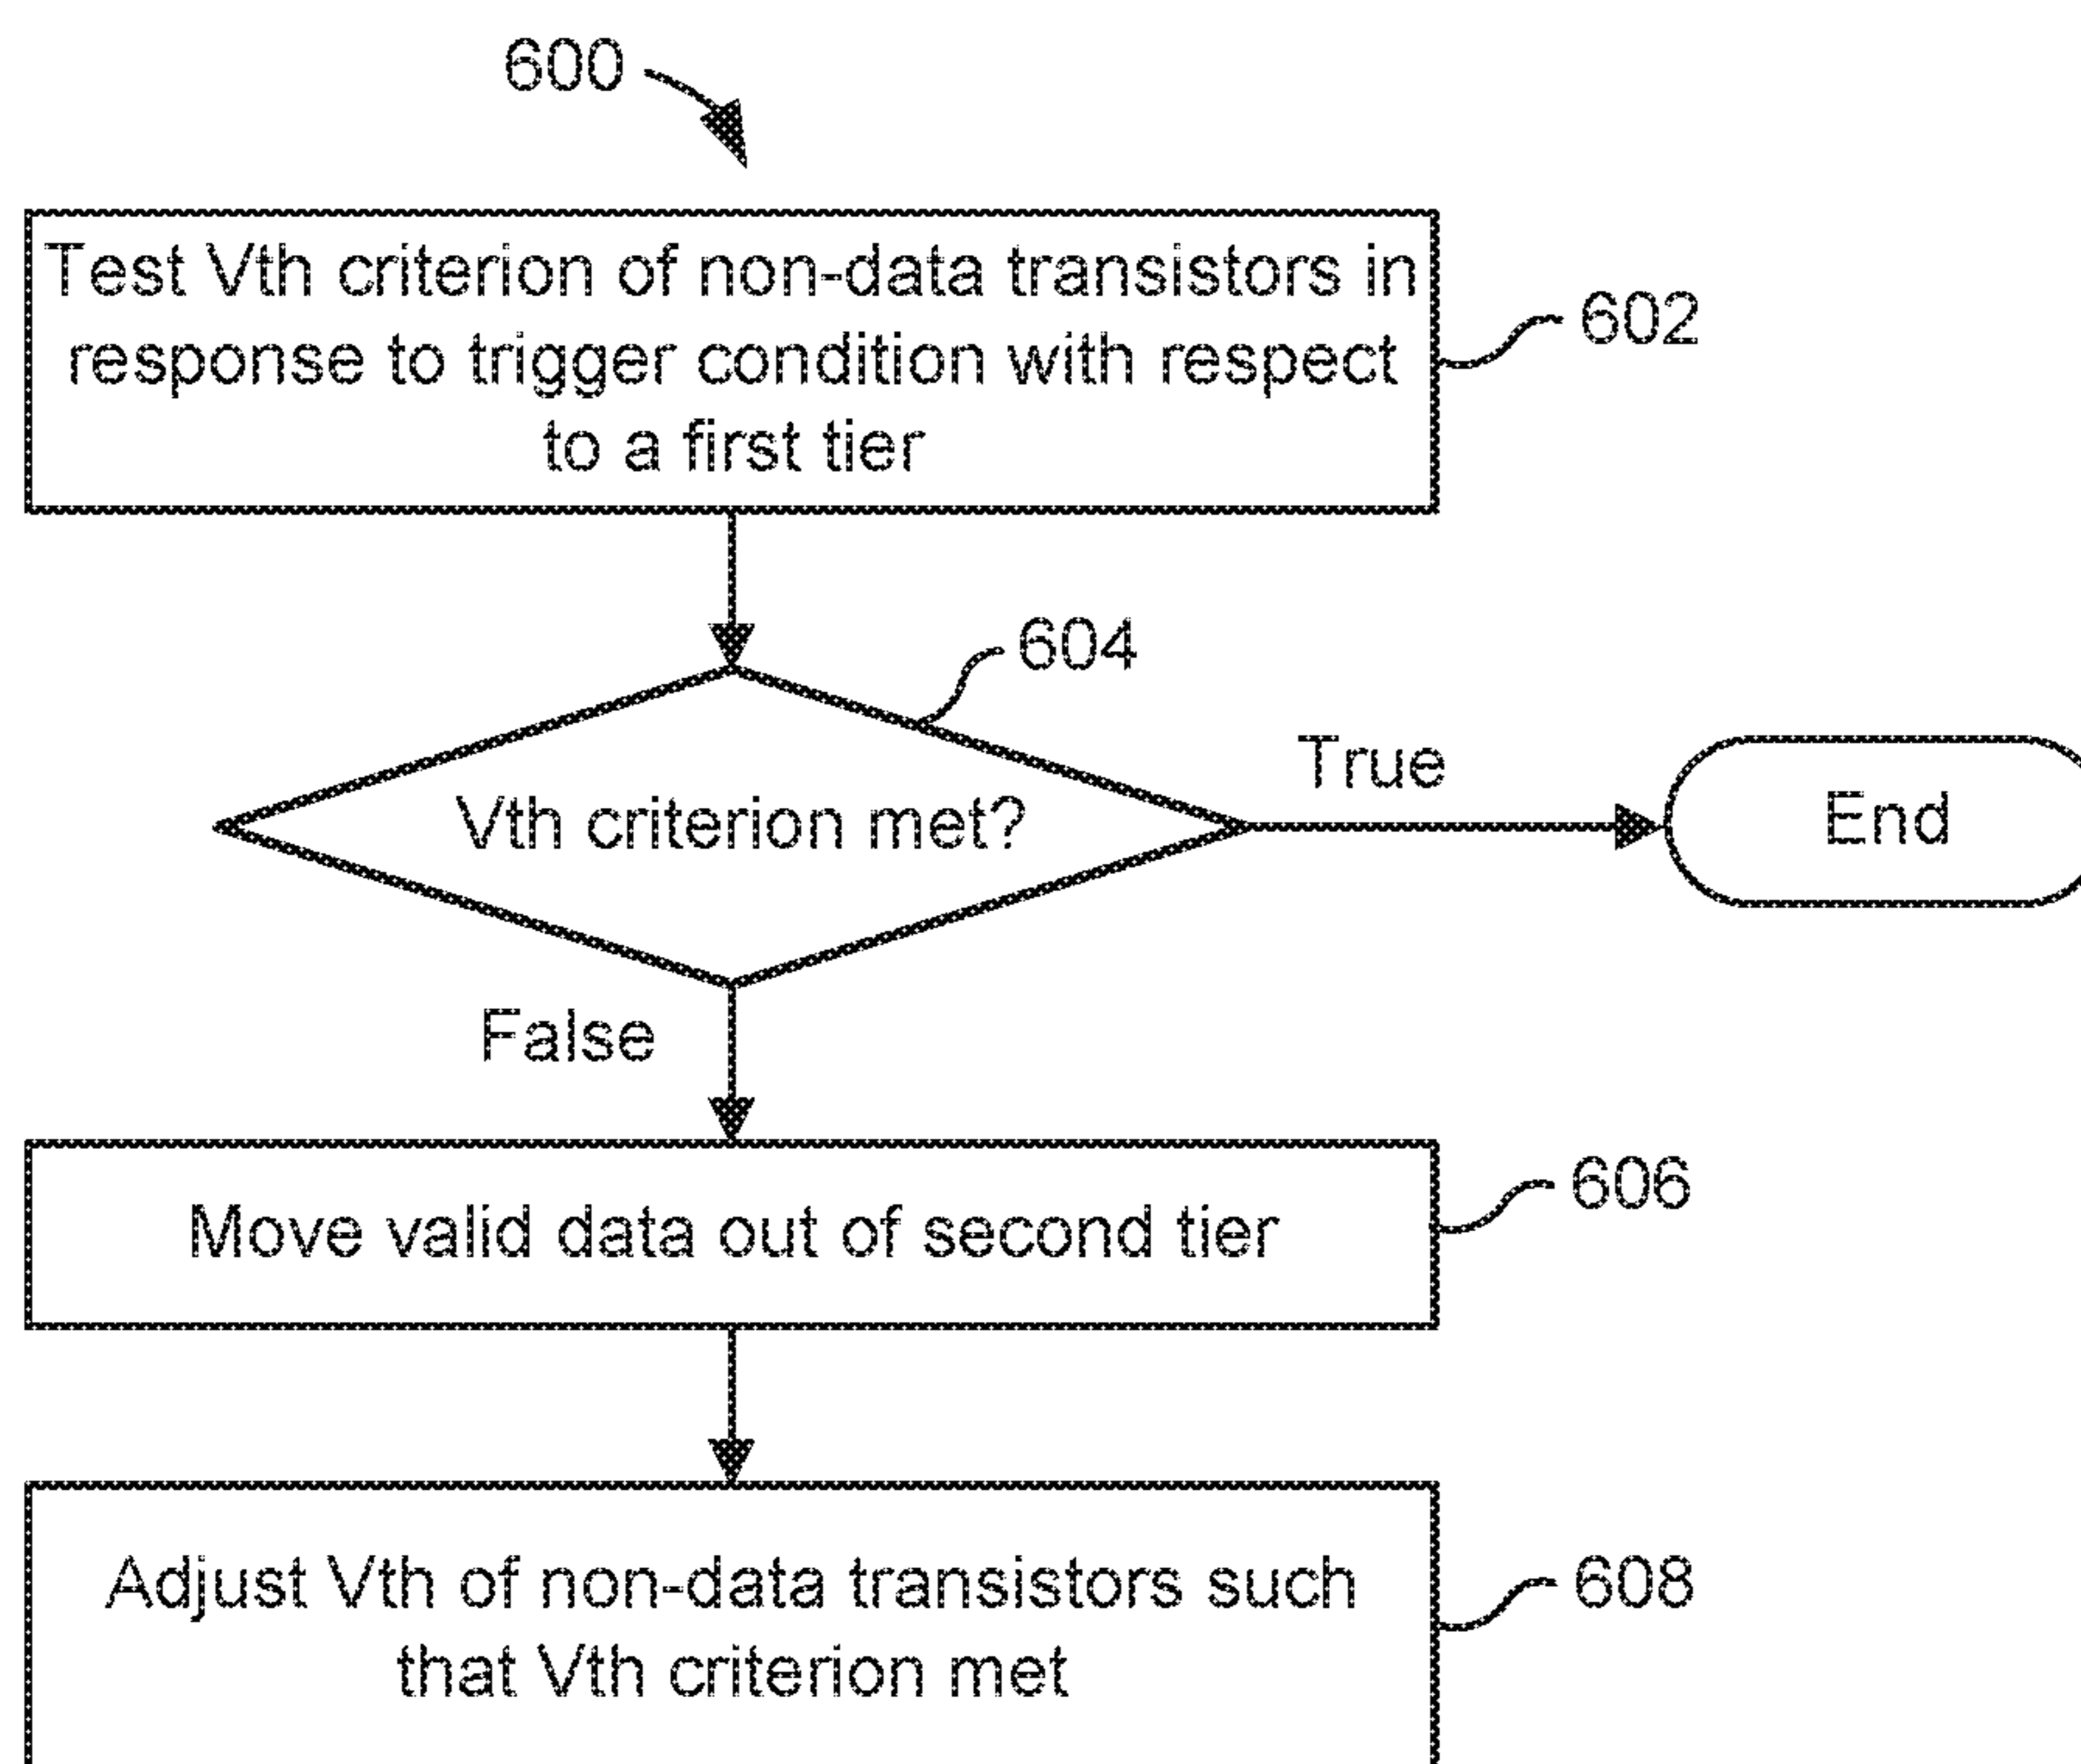 600
Test Vth criterion of non-data transistors in
response to trigger condition with respect
to a first tier
602
604
Vth criterion met?
True
End
False
Move valid data out of second tier
606
Adjust Vth of non-data transistors such
that Vth criterion met
608